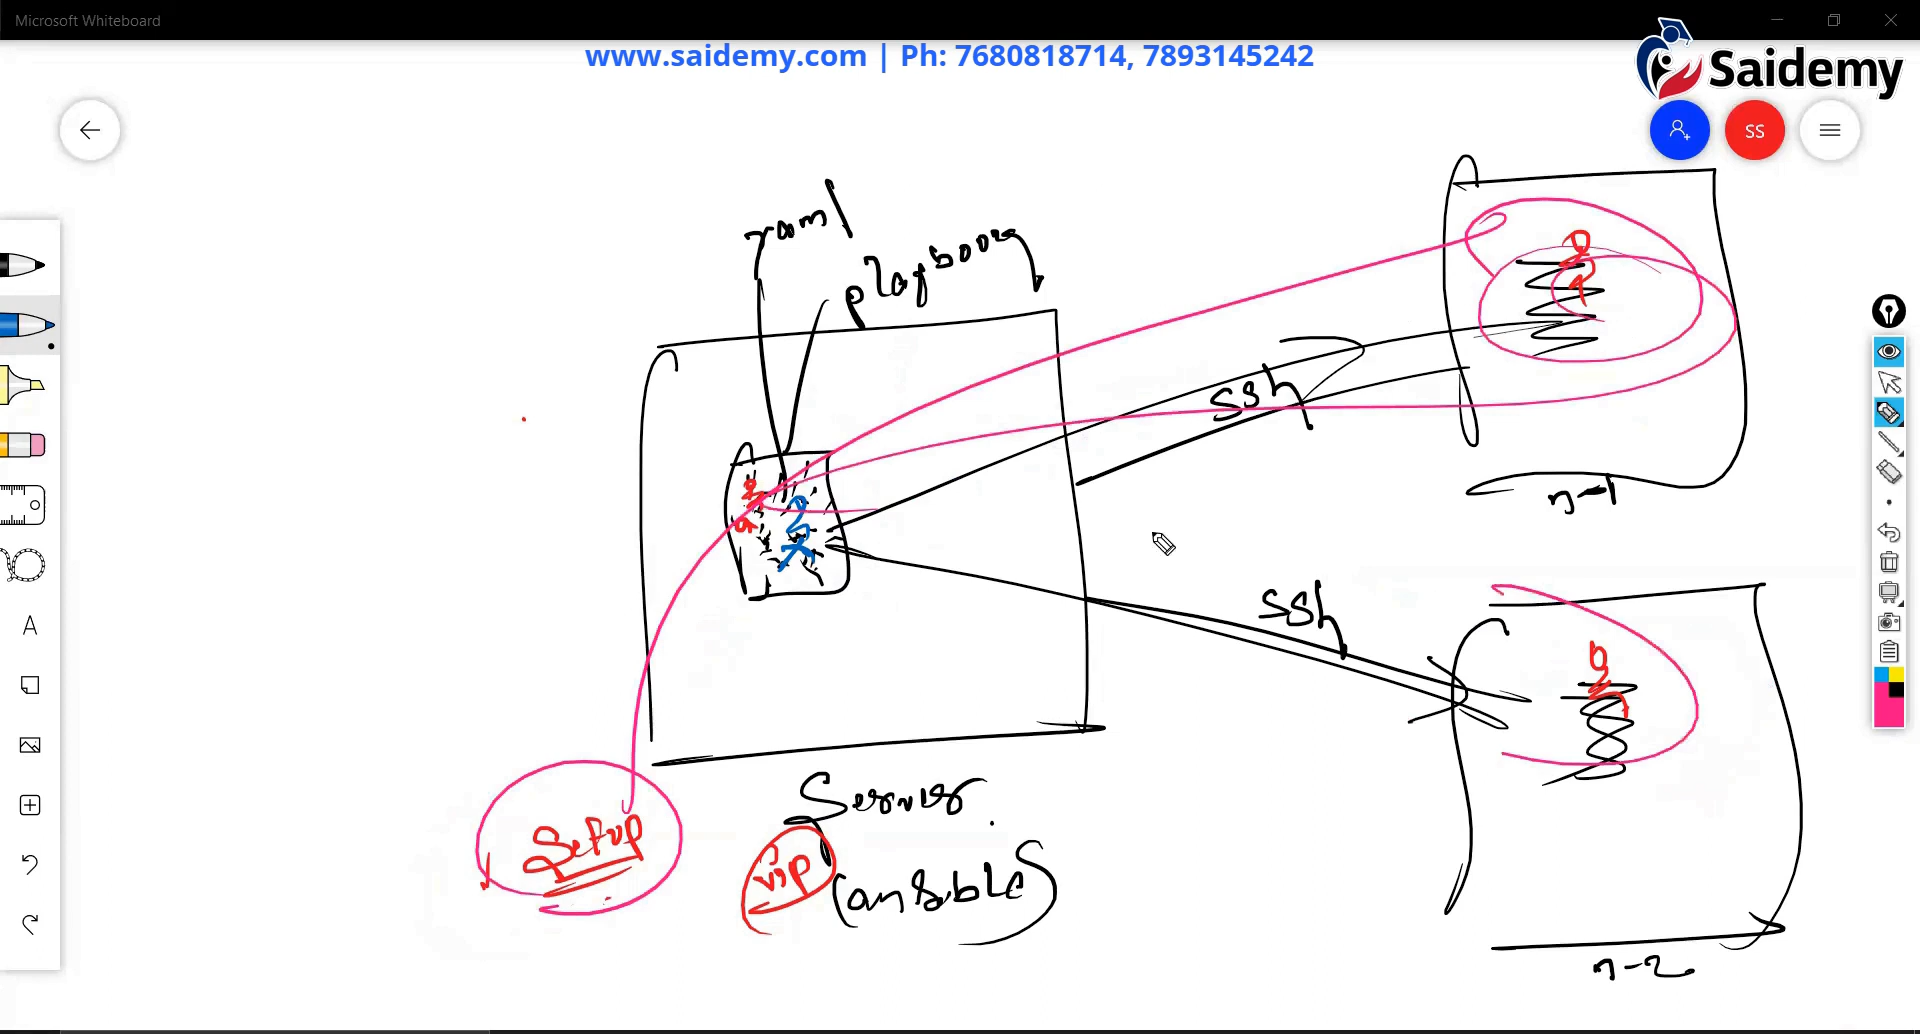 Microsoft Whiteboard
www.saidemy.com | Ph: 7680818714, 7893145242
Saidemy
SS
yaml
playbook
ssh
n-1
ssh
Setup
Server
vip
(ansible)
n-2
A